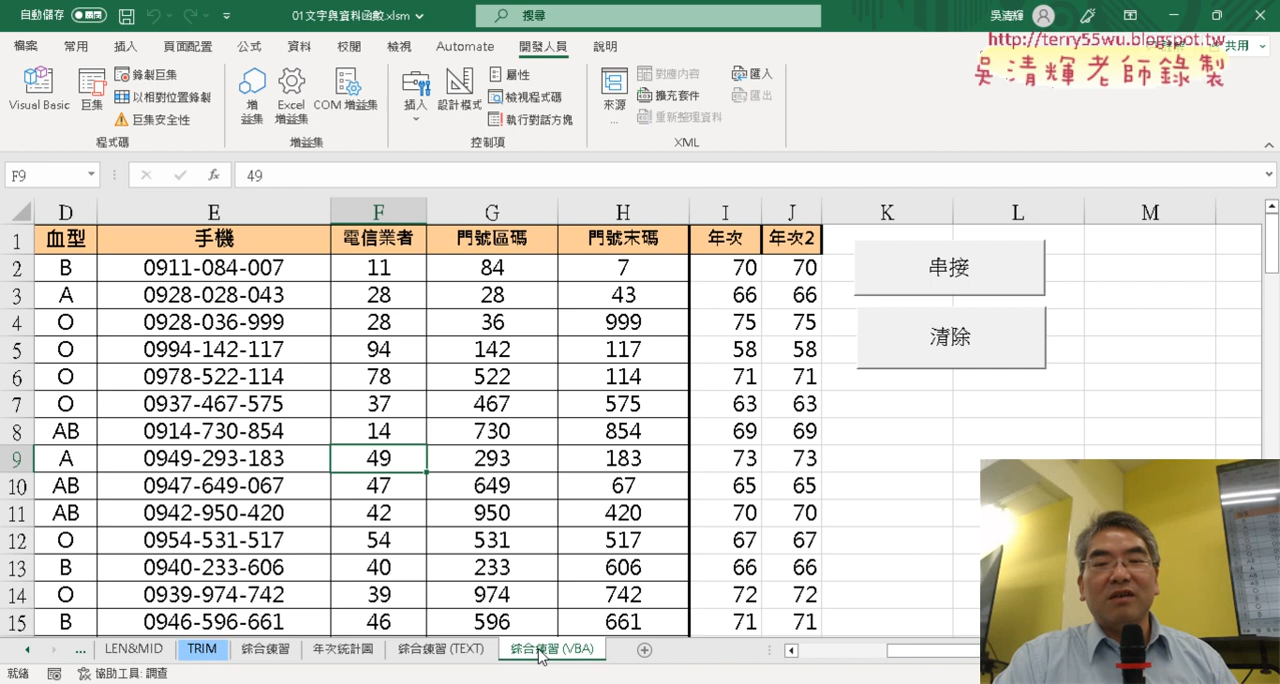 自動儲存 關閉 01文字與資料函數.xlsm 搜尋 吳清輝
檔案 常用 插入 頁面配置 公式 資料 校閱 檢視 Automate 開發人員 說明 共用
http://terry55wu.blogspot.tw
吳清輝老師錄製
Visual Basic 巨集 錄製巨集 以相對位置錄製 巨集安全性
增益集 Excel 增益集 COM 增益集
插入 設計模式 屬性 檢視程式碼 執行對話方塊
來源... 對應內容 擴充套件 重新整理資料 匯入 匯出
程式碼 增益集 控制項 XML
F9 fx 49
D E F G H I J K L M
1 血型 手機 電信業者 門號區碼 門號末碼 年次 年次2
2 B 0911-084-007 11 84 7 70 70
3 A 0928-028-043 28 28 43 66 66
4 O 0928-036-999 28 36 999 75 75
5 O 0994-142-117 94 142 117 58 58
6 O 0978-522-114 78 522 114 71 71
7 O 0937-467-575 37 467 575 63 63
8 AB 0914-730-854 14 730 854 69 69
9 A 0949-293-183 49 293 183 73 73
10 AB 0947-649-067 47 649 67 65 65
11 AB 0942-950-420 42 950 420 70 70
12 O 0954-531-517 54 531 517 67 67
13 B 0940-233-606 40 233 606 66 66
14 O 0939-974-742 39 974 742 72 72
15 B 0946-596-661 46 596 661 71 71
串接
清除
... LEN&MID TRIM 綜合練習 年次統計圖 綜合練習 (TEXT) 綜合練習 (VBA)
就緒 協助工具: 調查